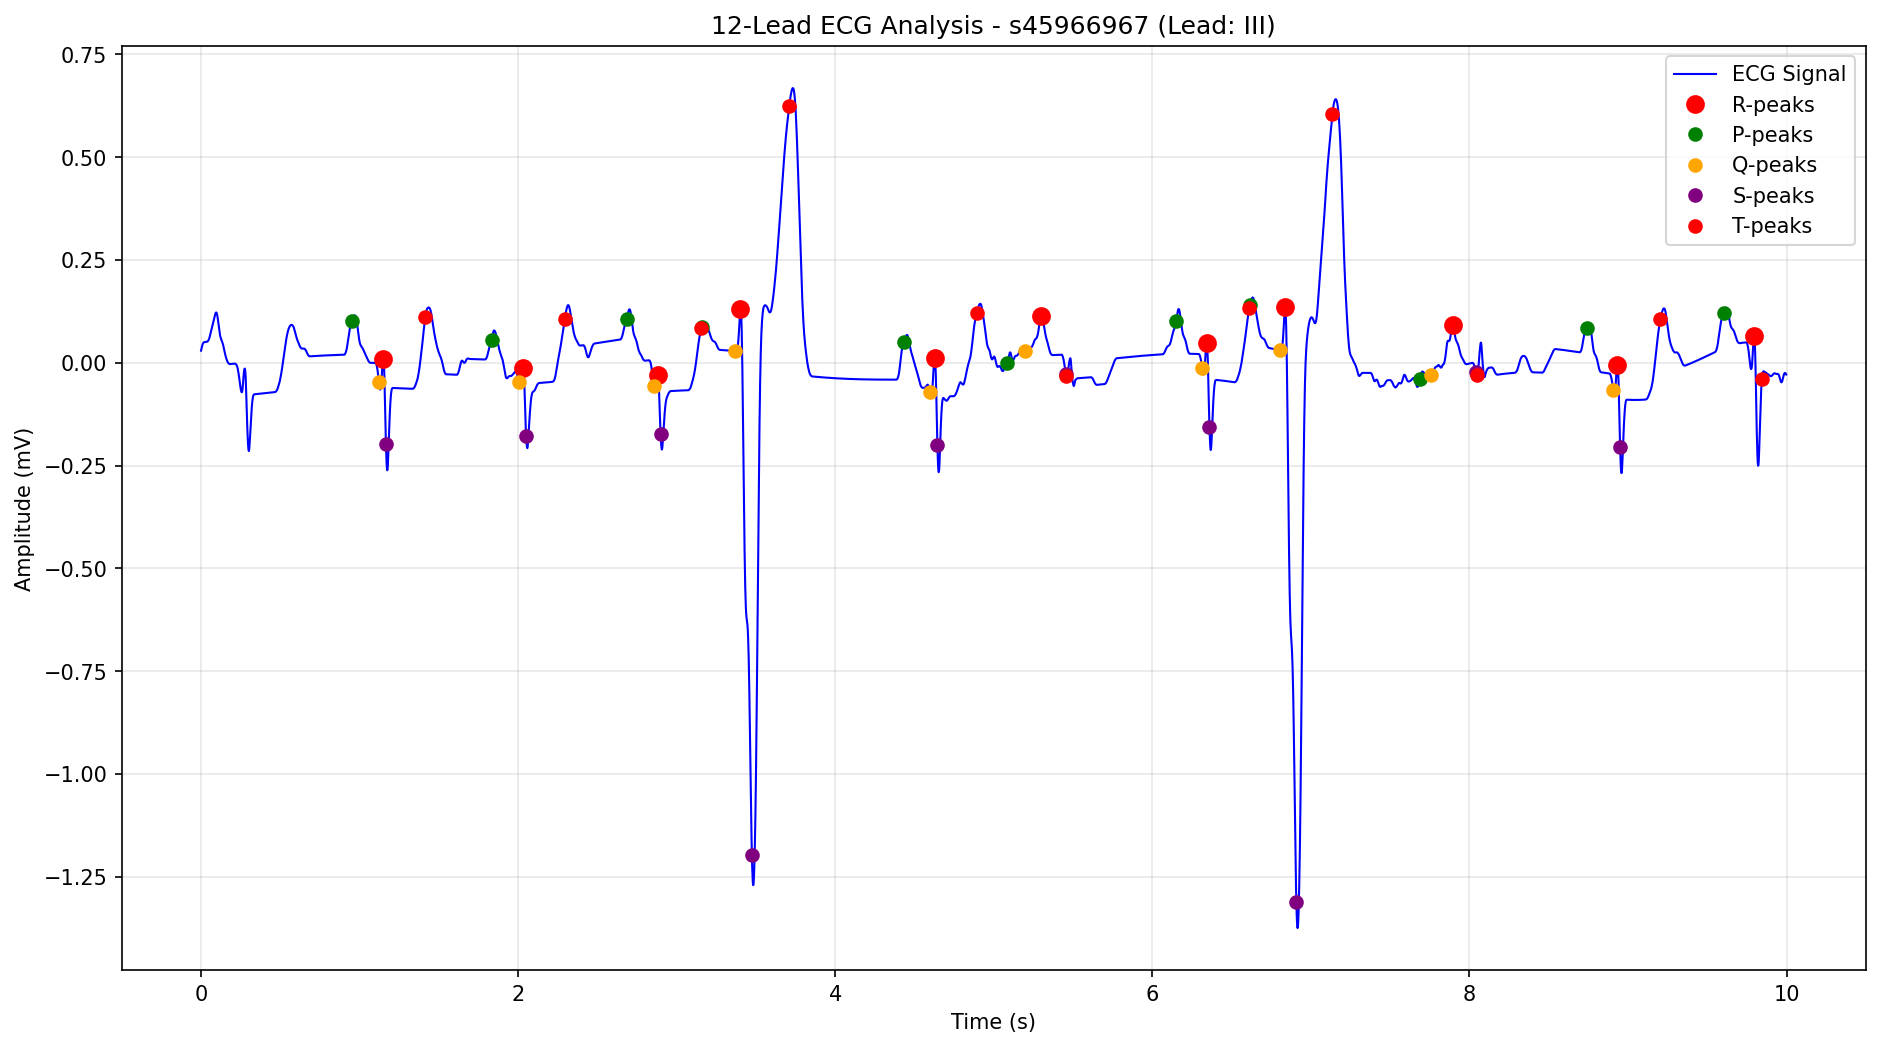 12-Lead ECG Analysis - s45966967 (Lead: III)
0.75
0.50
0.25
0.00
−0.25
−0.50
−0.75
−1.00
−1.25
Amplitude (mV)
ECG Signal
R-peaks
P-peaks
Q-peaks
S-peaks
T-peaks
0 2 4 6 8 10
Time (s)